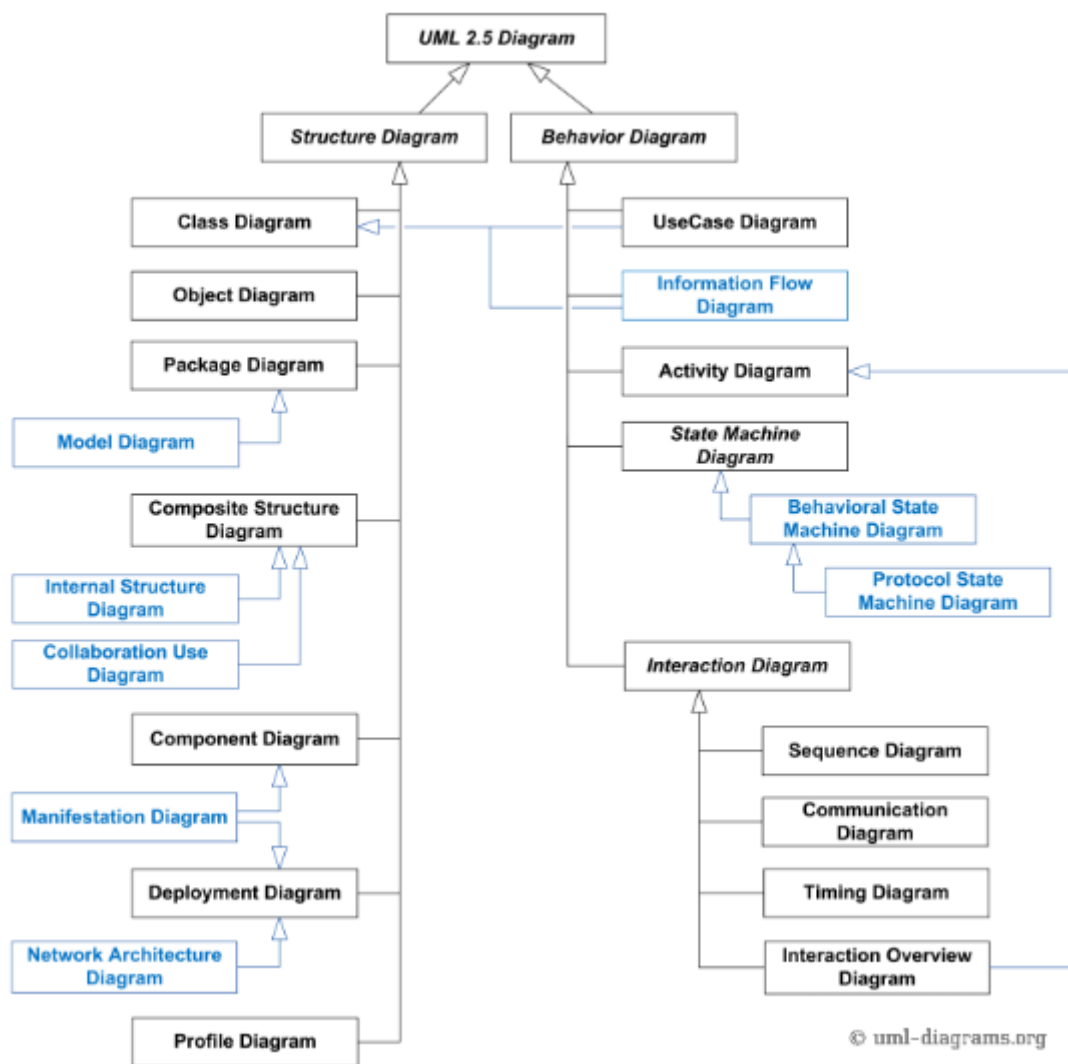 UML 2.5 Diagram
Structure Diagram
Behavior Diagram
Class Diagram
UseCase Diagram
Object Diagram
Information Flow
Diagram
Package Diagram
Activity Diagram
Model Diagram
State Machine
Diagram
Composite Structure
Diagram
Behavioral State
Machine Diagram
Internal Structure
Diagram
Protocol State
Machine Diagram
Collaboration Use
Diagram
Interaction Diagram
Component Diagram
Sequence Diagram
Manifestation Diagram
Communication
Diagram
Deployment Diagram
Timing Diagram
Network Architecture
Diagram
Interaction Overview
Diagram
Profile Diagram
© uml-diagrams.org